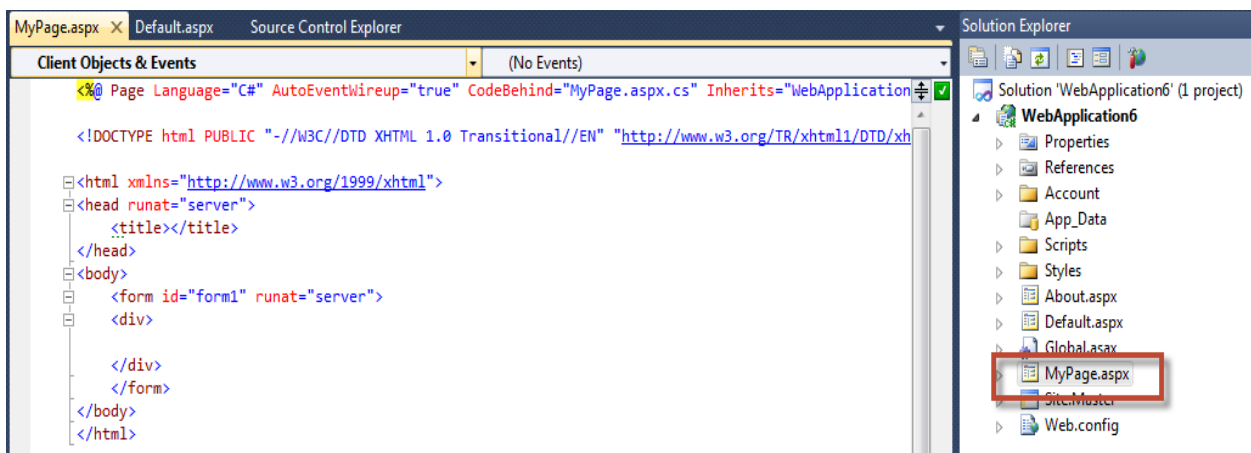 MyPage.aspx X Default.aspx Source Control Explorer
Client Objects & Events (No Events)
<%@ Page Language="C#" AutoEventWireup="true" CodeBehind="MyPage.aspx.cs" Inherits="WebApplication
<!DOCTYPE html PUBLIC "-//W3C//DTD XHTML 1.0 Transitional//EN" "http://www.w3.org/TR/xhtml1/DTD/xh
<html xmlns="http://www.w3.org/1999/xhtml">
<head runat="server">
<title></title>
</head>
<body>
<form id="form1" runat="server">
<div>
</div>
</form>
</body>
</html>
Solution Explorer
Solution 'WebApplication6' (1 project)
WebApplication6
Properties
References
Account
App_Data
Scripts
Styles
About.aspx
Default.aspx
Global.asax
MyPage.aspx
Site.Master
Web.config